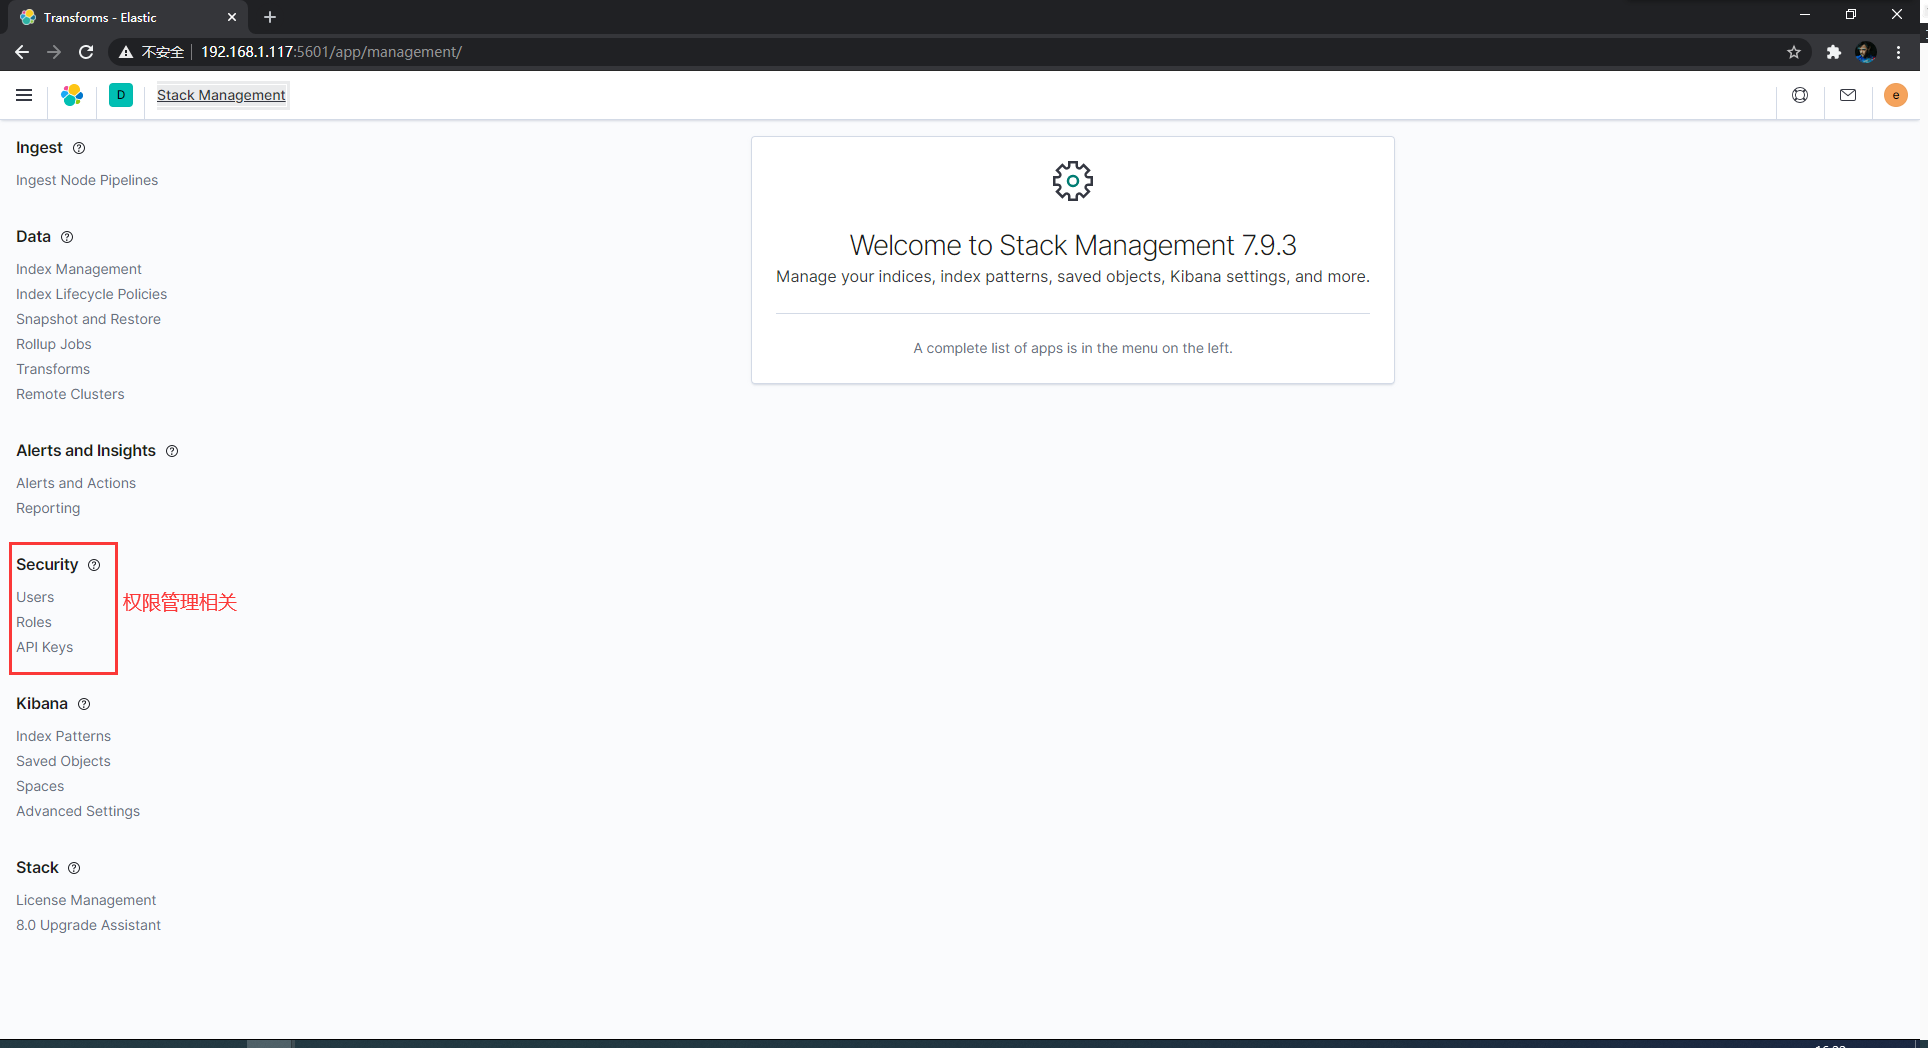 Transforms - Elastic
不安全 192.168.1.117:5601/app/management/
D Stack Management e
Ingest
Ingest Node Pipelines
Data
Index Management
Index Lifecycle Policies
Snapshot and Restore
Rollup Jobs
Transforms
Remote Clusters
Alerts and Insights
Alerts and Actions
Reporting
Security
Users
Roles
API Keys
权限管理相关
Kibana
Index Patterns
Saved Objects
Spaces
Advanced Settings
Stack
License Management
8.0 Upgrade Assistant
Welcome to Stack Management 7.9.3
Manage your indices, index patterns, saved objects, Kibana settings, and more.
A complete list of apps is in the menu on the left.